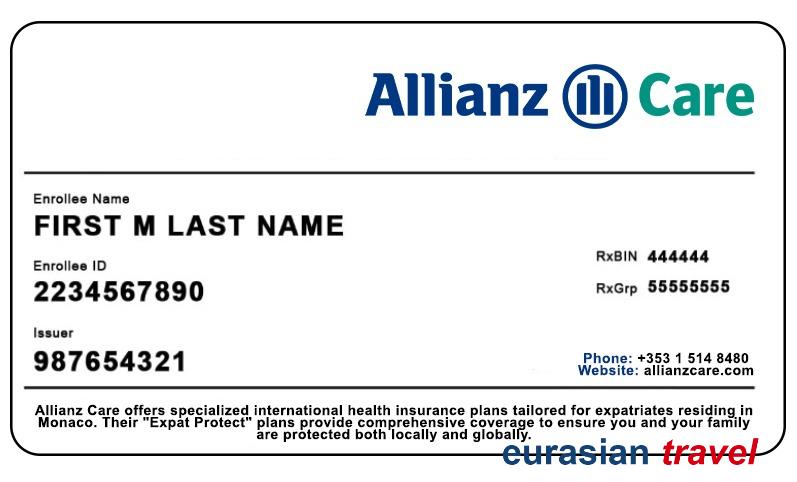 Allianz Care
Enrollee Name
FIRST M LAST NAME
Enrollee ID
2234567890
RxBIN 444444
RxGrp 55555555
Issuer
987654321
Phone: +353 1 514 8480
Website: allianzcare.com
Allianz Care offers specialized international health insurance plans tailored for expatriates residing in
Monaco. Their "Expat Protect" plans provide comprehensive coverage to ensure you and your family
are protected both locally and globally.
eurasian travel